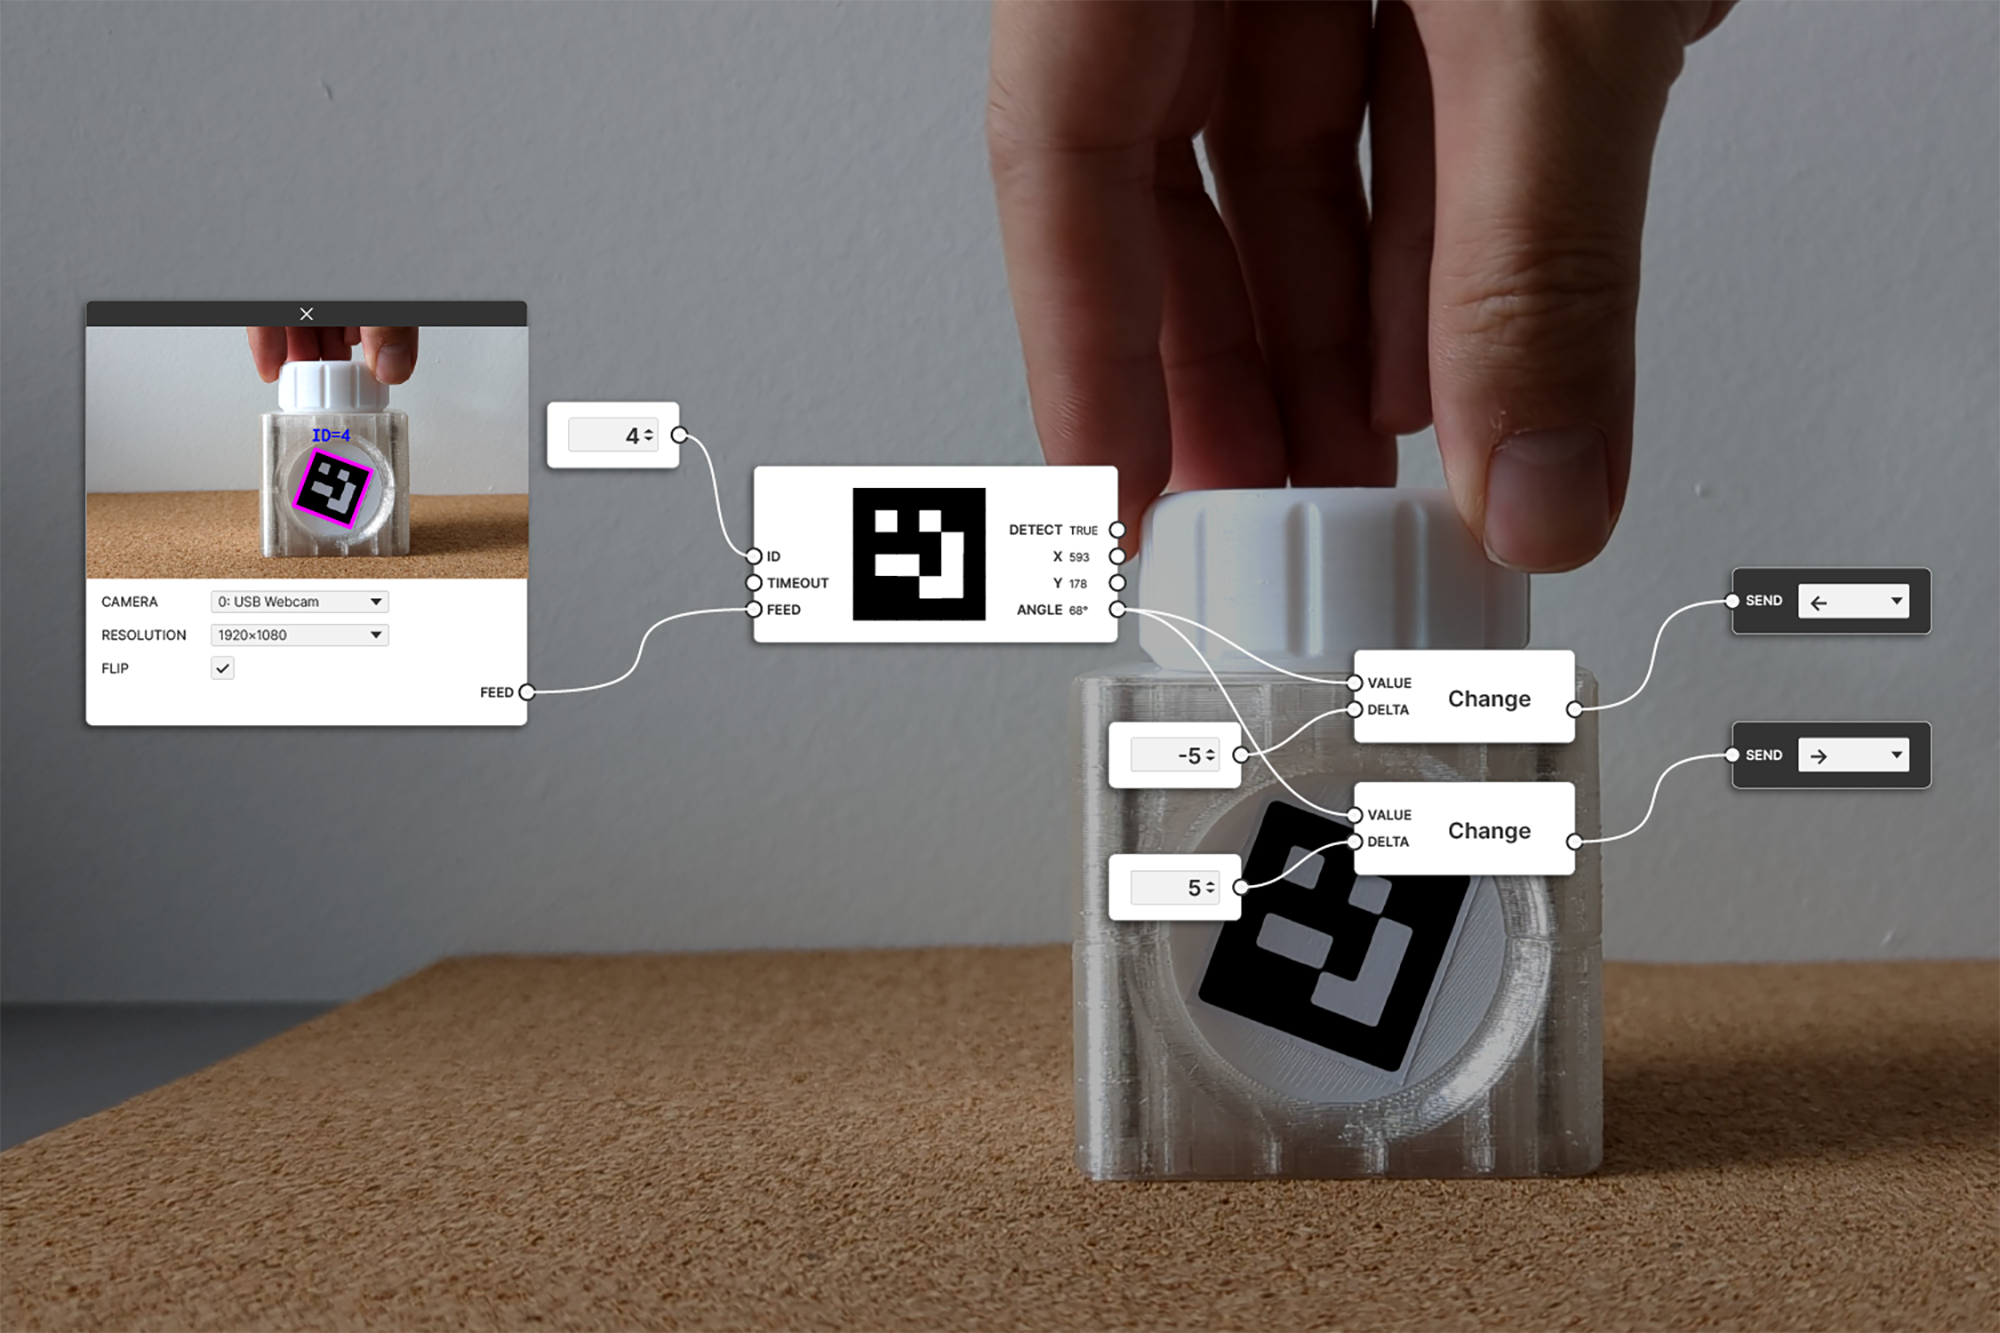 ID=4
CAMERA 0: USB Webcam
RESOLUTION 1920×1080
FLIP
FEED
4
ID
TIMEOUT
FEED
DETECT TRUE
X 593
Y 178
ANGLE 68°
VALUE
DELTA
Change
-5
VALUE
DELTA
Change
5
SEND ←
SEND →